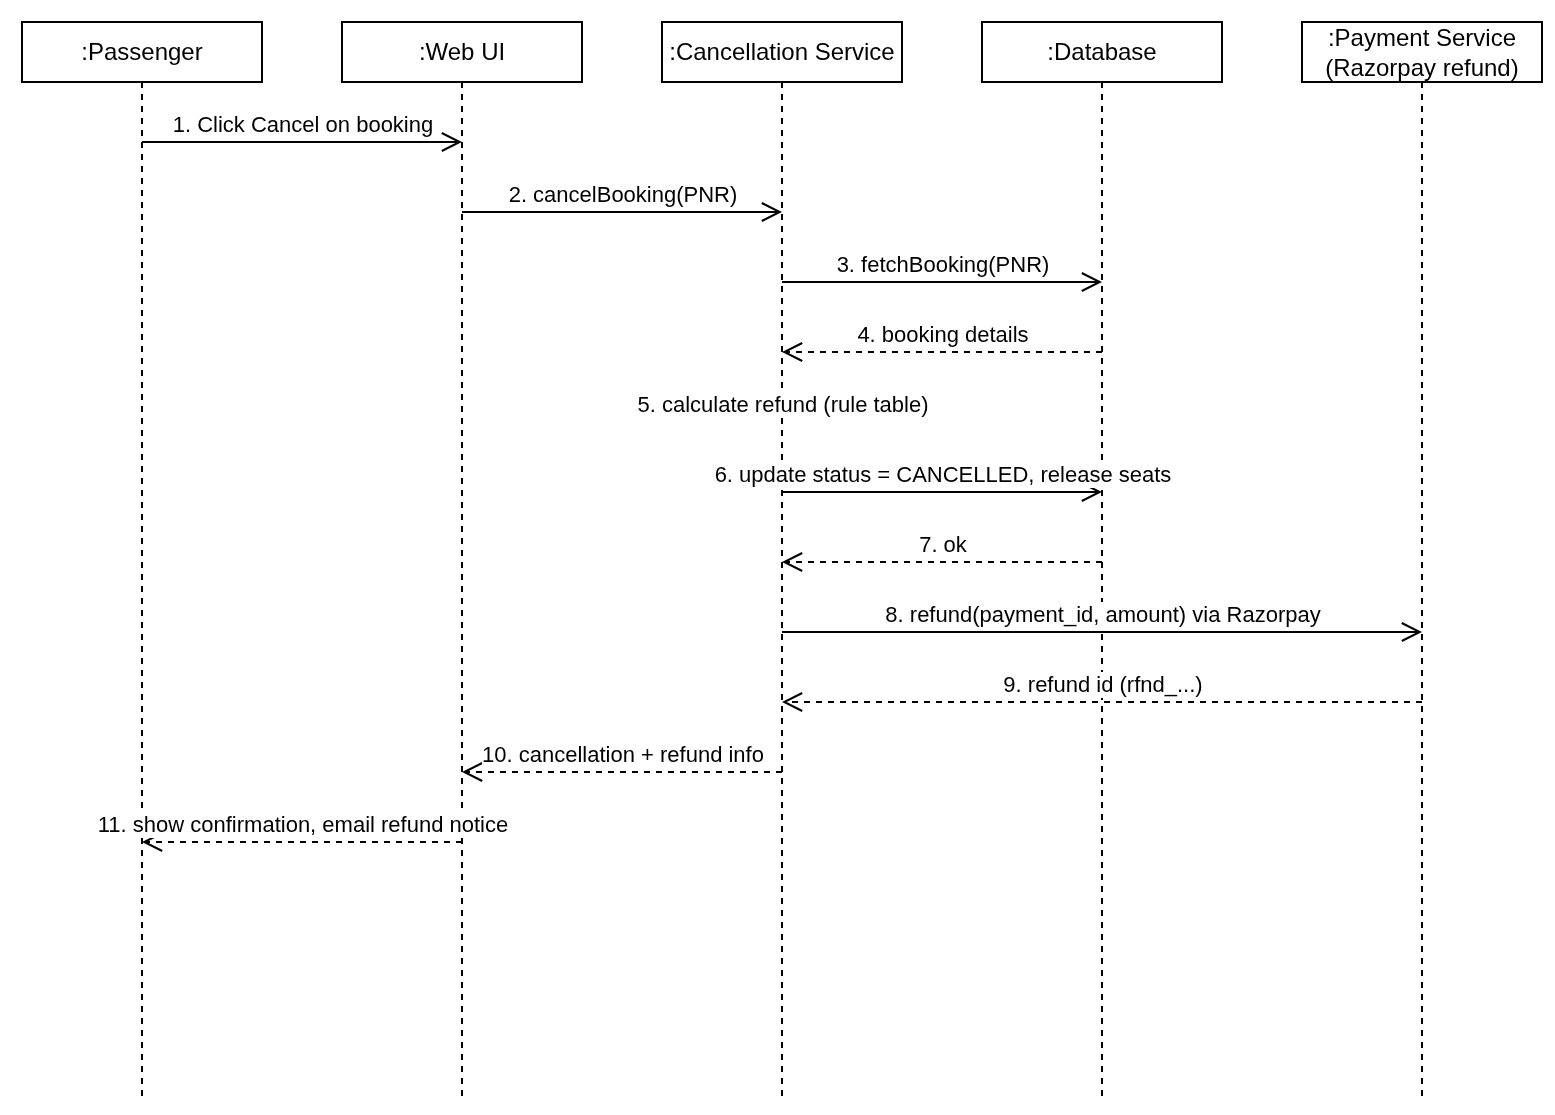 :Passenger
:Web UI
:Cancellation Service
:Database
:Payment Service
(Razorpay refund)
1. Click Cancel on booking
2. cancelBooking(PNR)
3. fetchBooking(PNR)
4. booking details
5. calculate refund (rule table)
6. update status = CANCELLED, release seats
7. ok
8. refund(payment_id, amount) via Razorpay
9. refund id (rfnd_...)
10. cancellation + refund info
11. show confirmation, email refund notice